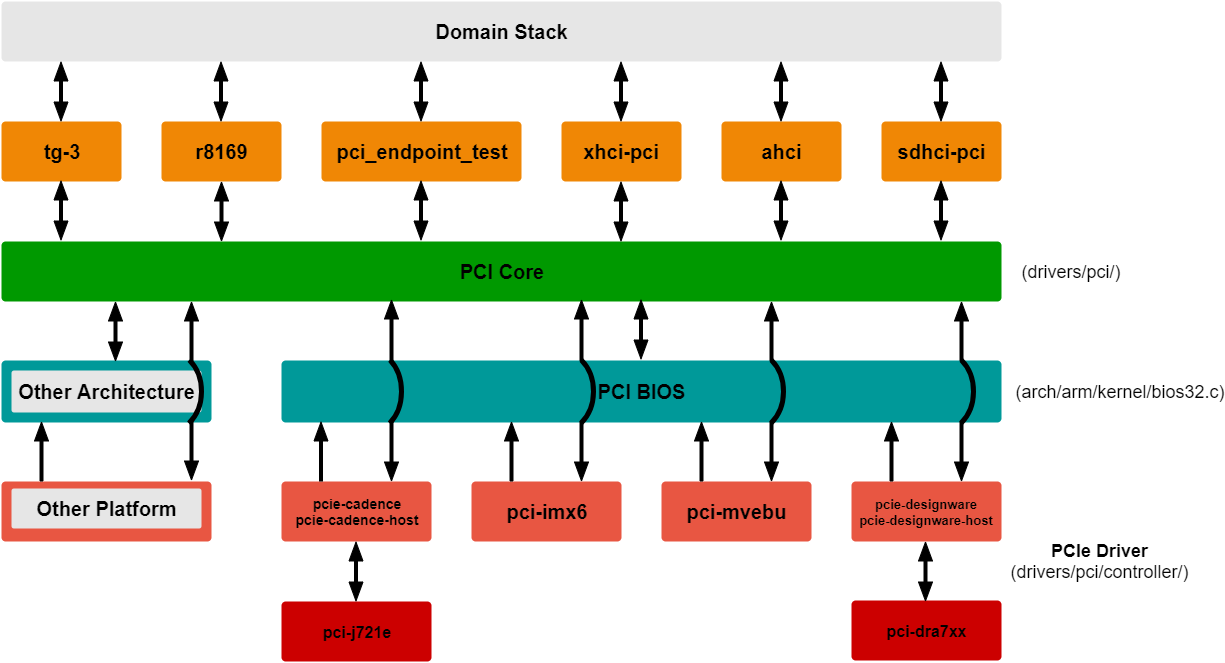 Domain Stack
tg-3
r8169
pci_endpoint_test
xhci-pci
ahci
sdhci-pci
PCI Core
(drivers/pci/)
Other Architecture
PCI BIOS
(arch/arm/kernel/bios32.c)
Other Platform
pcie-cadence
pcie-cadence-host
pci-imx6
pci-mvebu
pcie-designware
pcie-designware-host
PCIe Driver
(drivers/pci/controller/)
pci-j721e
pci-dra7xx